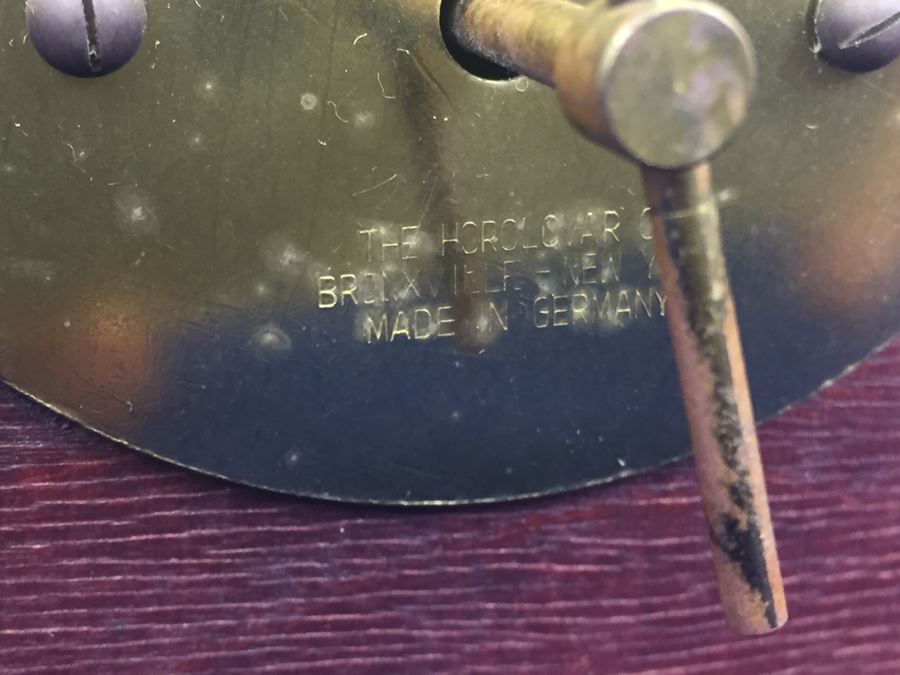 THE HOROLOVAR C
BRONXVILLE - NEW Y
MADE IN GERMANY